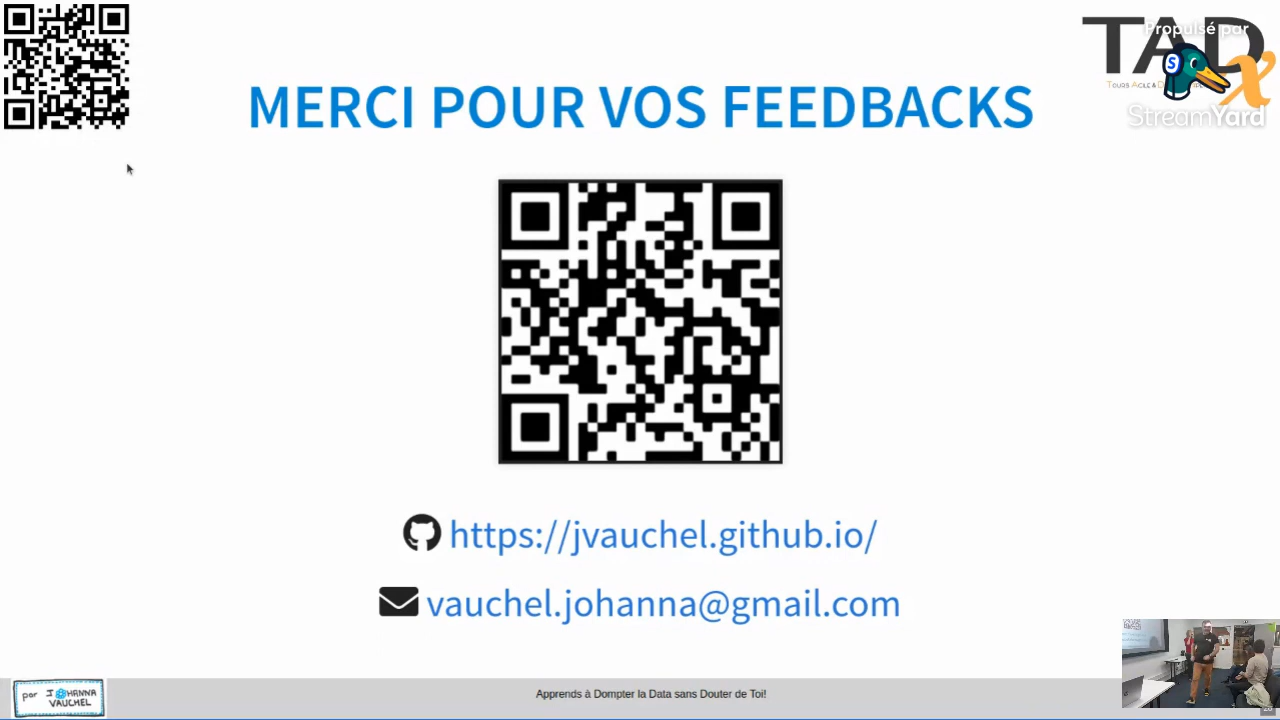 TADx
Propulsé par
StreamYard
MERCI POUR VOS FEEDBACKS
https://jvauchel.github.io/
vauchel.johanna@gmail.com
par JOHANNA
VAUCHEL
Apprends à Dompter la Data sans Douter de Toi!